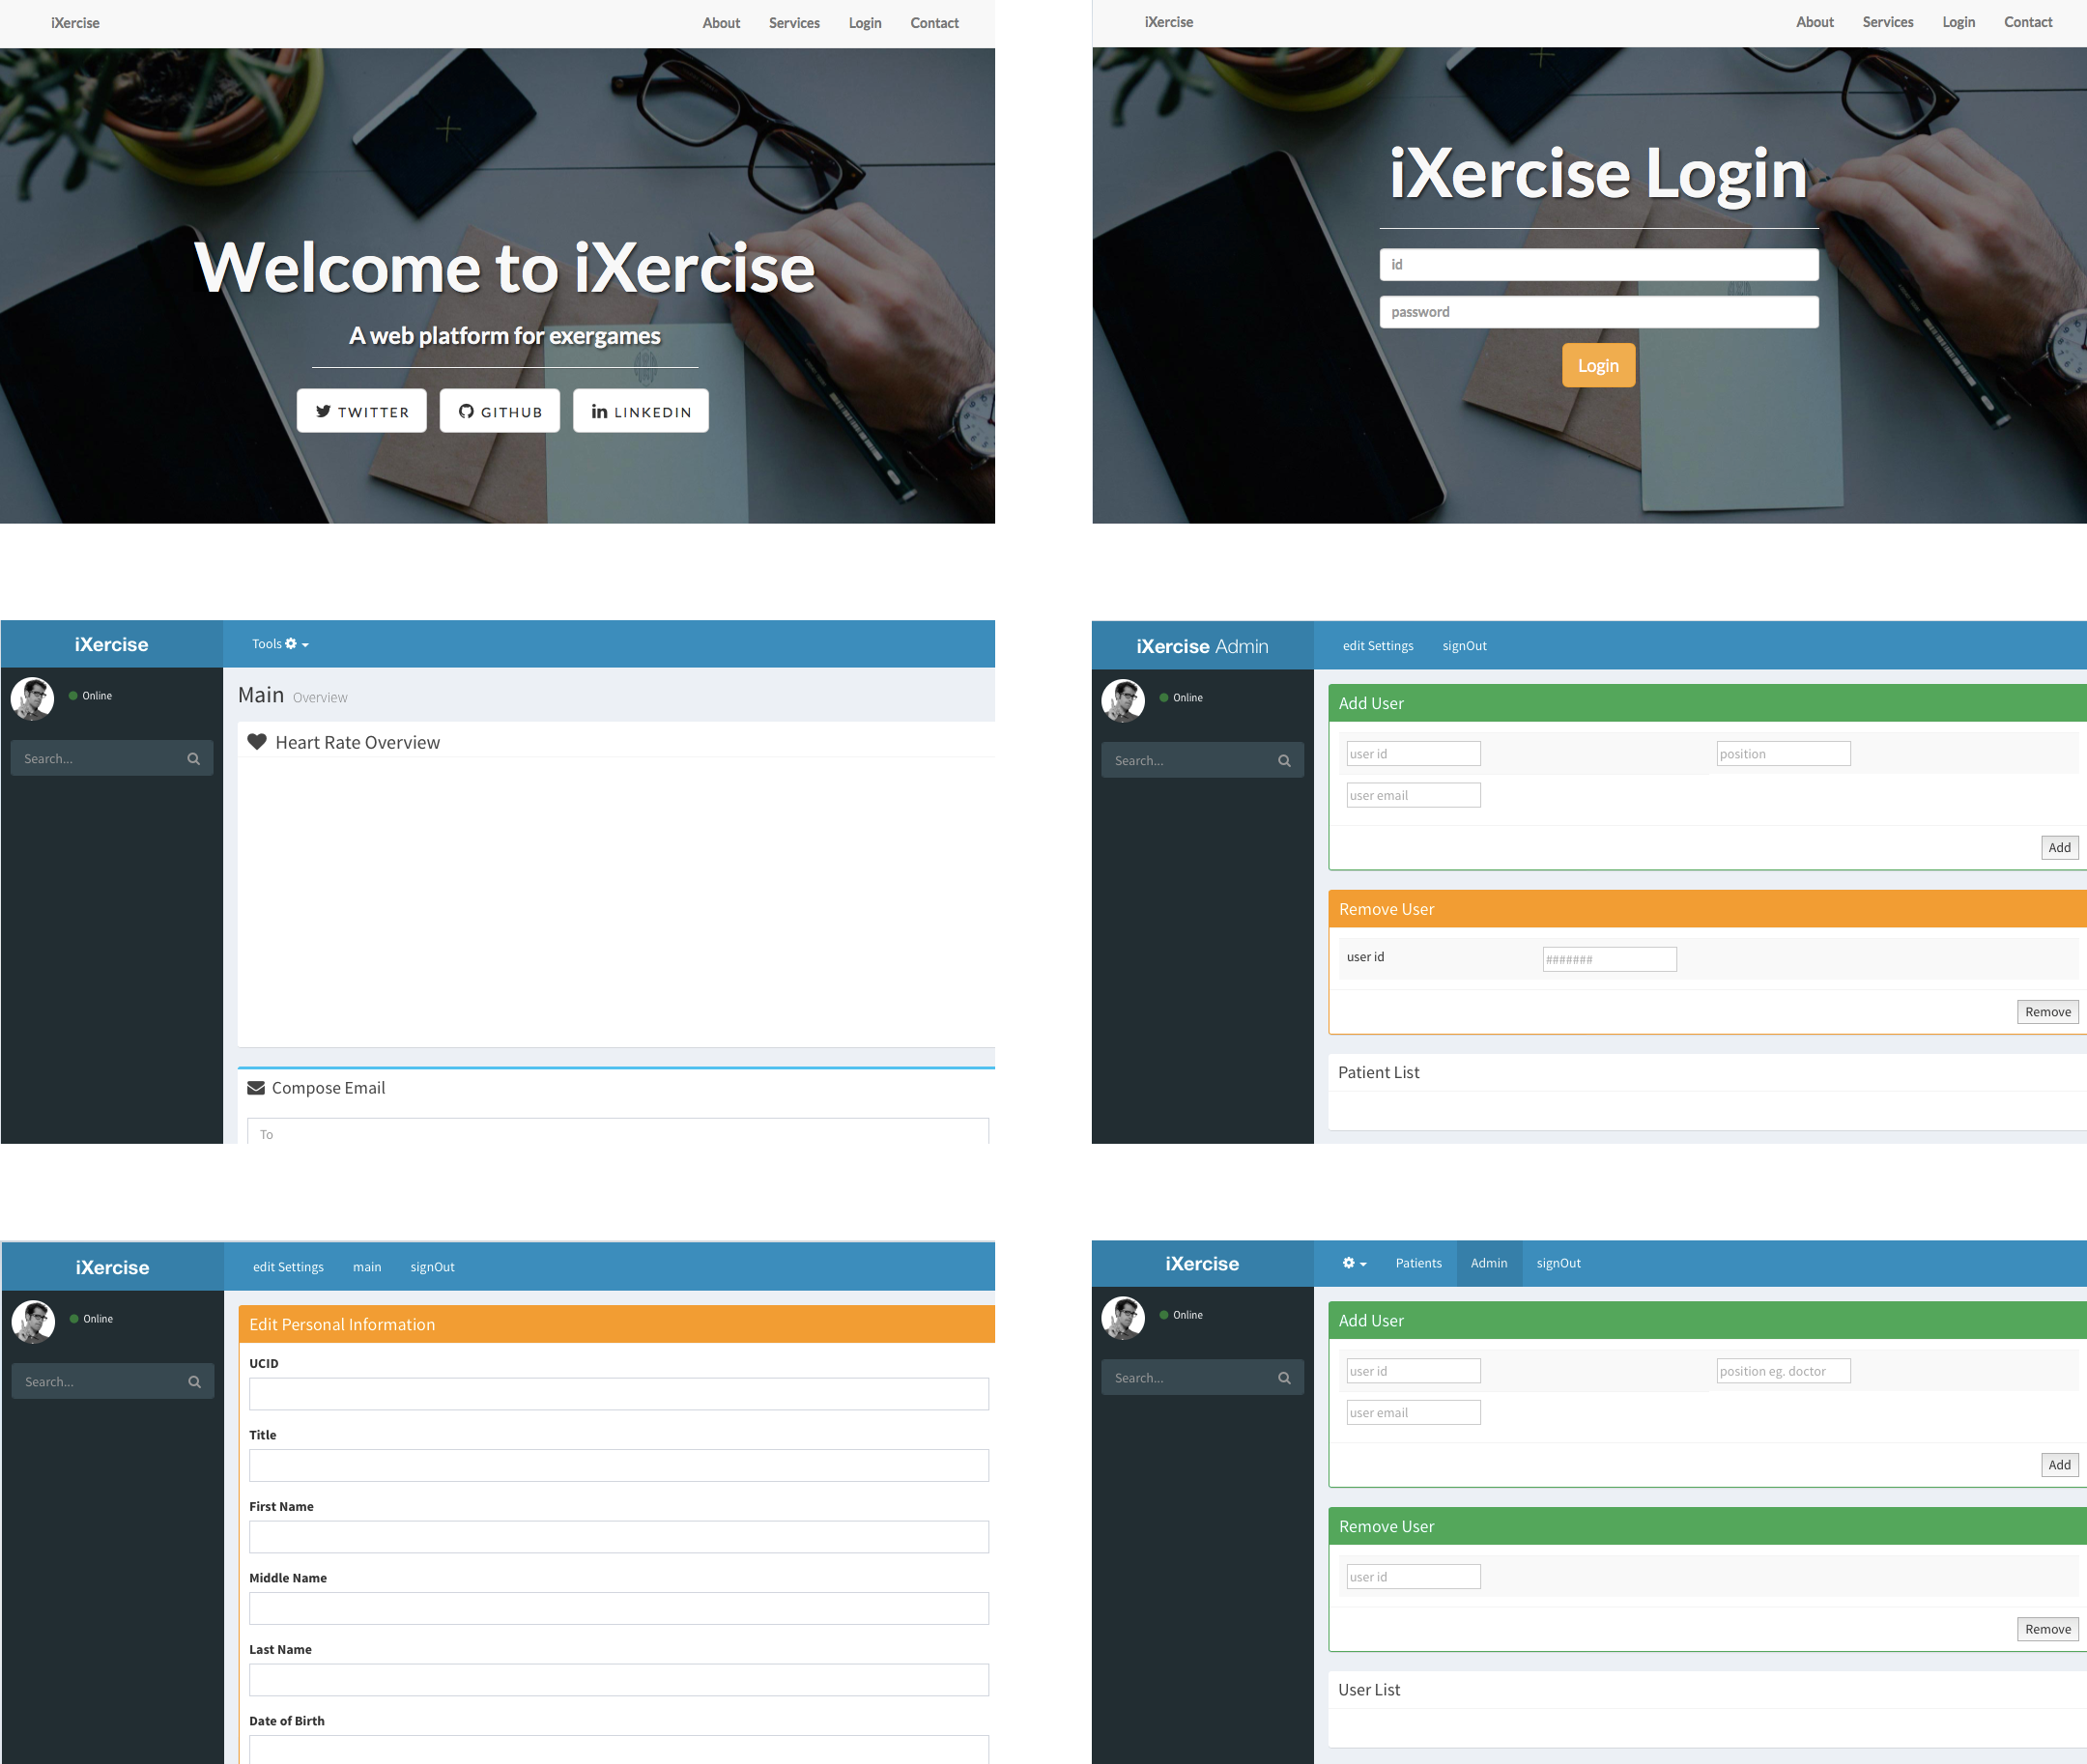 iXercise
About Services Login Contact
Welcome to iXercise
A web platform for exergames
TWITTER GITHUB LINKEDIN
iXercise
About Services Login Contact
iXercise Login
id
password
Login
iXercise
Tools
Online
Search...
Main Overview
Heart Rate Overview
Compose Email
To
iXercise Admin
edit Settings signOut
Online
Search...
Add User
user id position
user email
Add
Remove User
user id #######
Remove
Patient List
iXercise
edit Settings main signOut
Online
Search...
Edit Personal Information
UCID
Title
First Name
Middle Name
Last Name
Date of Birth
iXercise
Patients Admin signOut
Online
Search...
Add User
user id position eg. doctor
user email
Add
Remove User
user id
Remove
User List